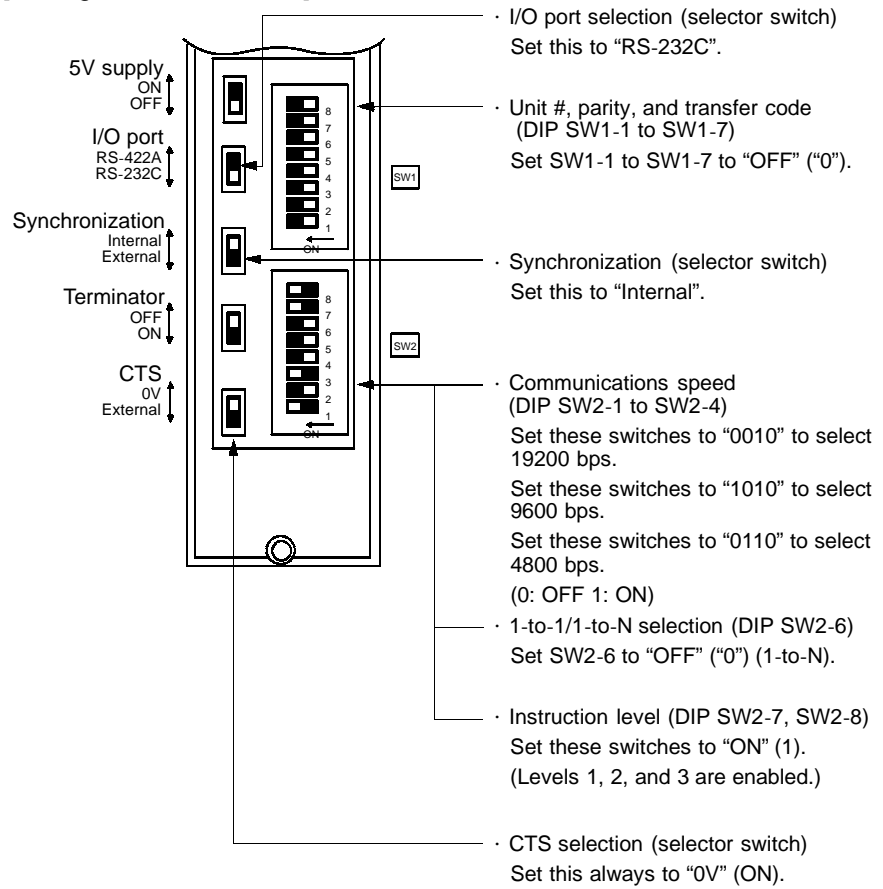 5V supply
ON
OFF
I/O port
RS-422A
RS-232C
Synchronization
Internal
External
Terminator
OFF
ON
CTS
0V
External
8
7
6
5
4
3
2
1
ON
SW1
8
7
6
5
4
3
2
1
ON
SW2
· I/O port selection (selector switch)
Set this to “RS-232C”.
· Unit #, parity, and transfer code
(DIP SW1-1 to SW1-7)
Set SW1-1 to SW1-7 to “OFF” (“0”).
· Synchronization (selector switch)
Set this to “Internal”.
· Communications speed
(DIP SW2-1 to SW2-4)
Set these switches to “0010” to select
19200 bps.
Set these switches to “1010” to select
9600 bps.
Set these switches to “0110” to select
4800 bps.
(0: OFF 1: ON)
· 1-to-1/1-to-N selection (DIP SW2-6)
Set SW2-6 to “OFF” (“0”) (1-to-N).
· Instruction level (DIP SW2-7, SW2-8)
Set these switches to “ON” (1).
(Levels 1, 2, and 3 are enabled.)
· CTS selection (selector switch)
Set this always to “0V” (ON).